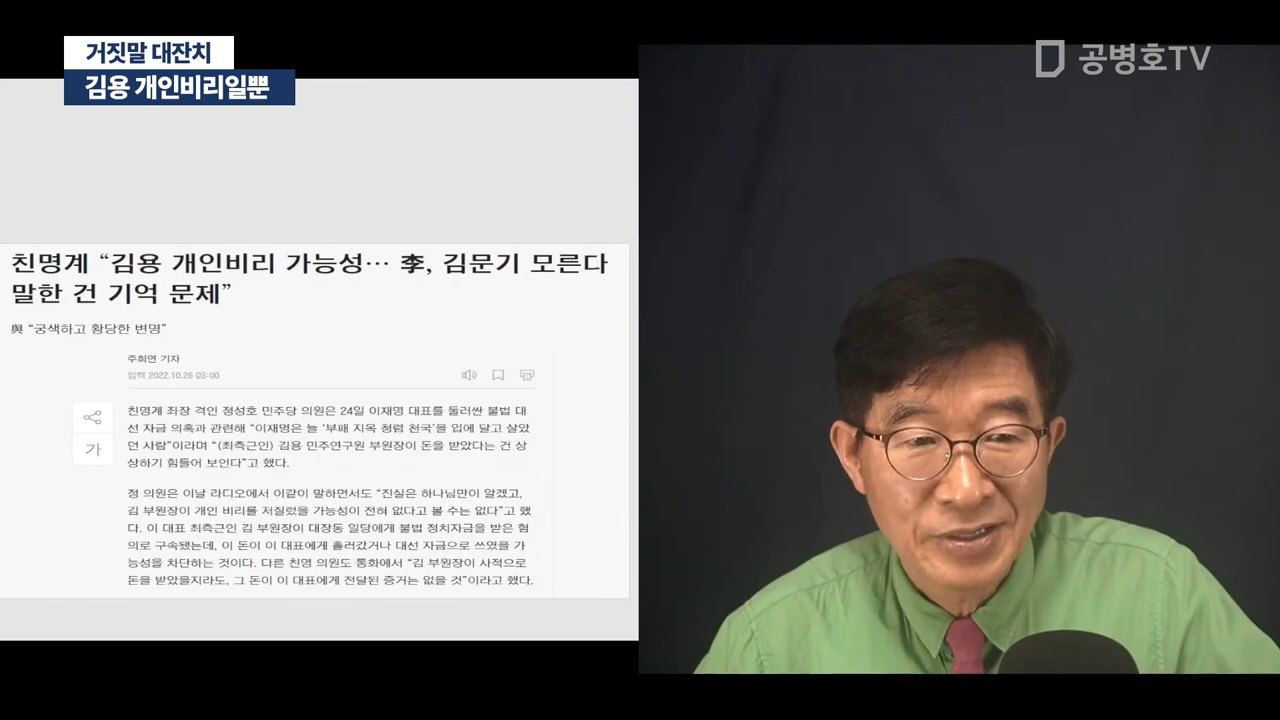 거짓말 대잔치
김용 개인비리일뿐
공병호TV
친명계 “김용 개인비리 가능성… 李, 김문기 모른다
말한 건 기억 문제”
與 “궁색하고 황당한 변명”
주희연 기자
입력 2022.10.26 03:00
가
친명계 좌장 격인 정성호 민주당 의원은 24일 이재명 대표를 둘러싼 불법 대
선 자금 의혹과 관련해 “이재명은 늘 ‘부패 지옥 청렴 천국’을 입에 달고 살았
던 사람”이라며 “(최측근인) 김용 민주연구원 부원장이 돈을 받았다는 건 상
상하기 힘들어 보인다”고 했다.
정 의원은 이날 라디오에서 이같이 말하면서도 “진실은 하나님만이 알겠고,
김 부원장이 개인 비리를 저질렀을 가능성이 전혀 없다고 볼 수는 없다”고 했
다. 이 대표 최측근인 김 부원장이 대장동 일당에게 불법 정치자금을 받은 혐
의로 구속됐는데, 이 돈이 이 대표에게 흘러갔거나 대선 자금으로 쓰였을 가
능성을 차단하는 것이다. 다른 친명 의원도 통화에서 “김 부원장이 사적으로
돈을 받았을지라도, 그 돈이 이 대표에게 전달된 증거는 없을 것”이라고 했다.